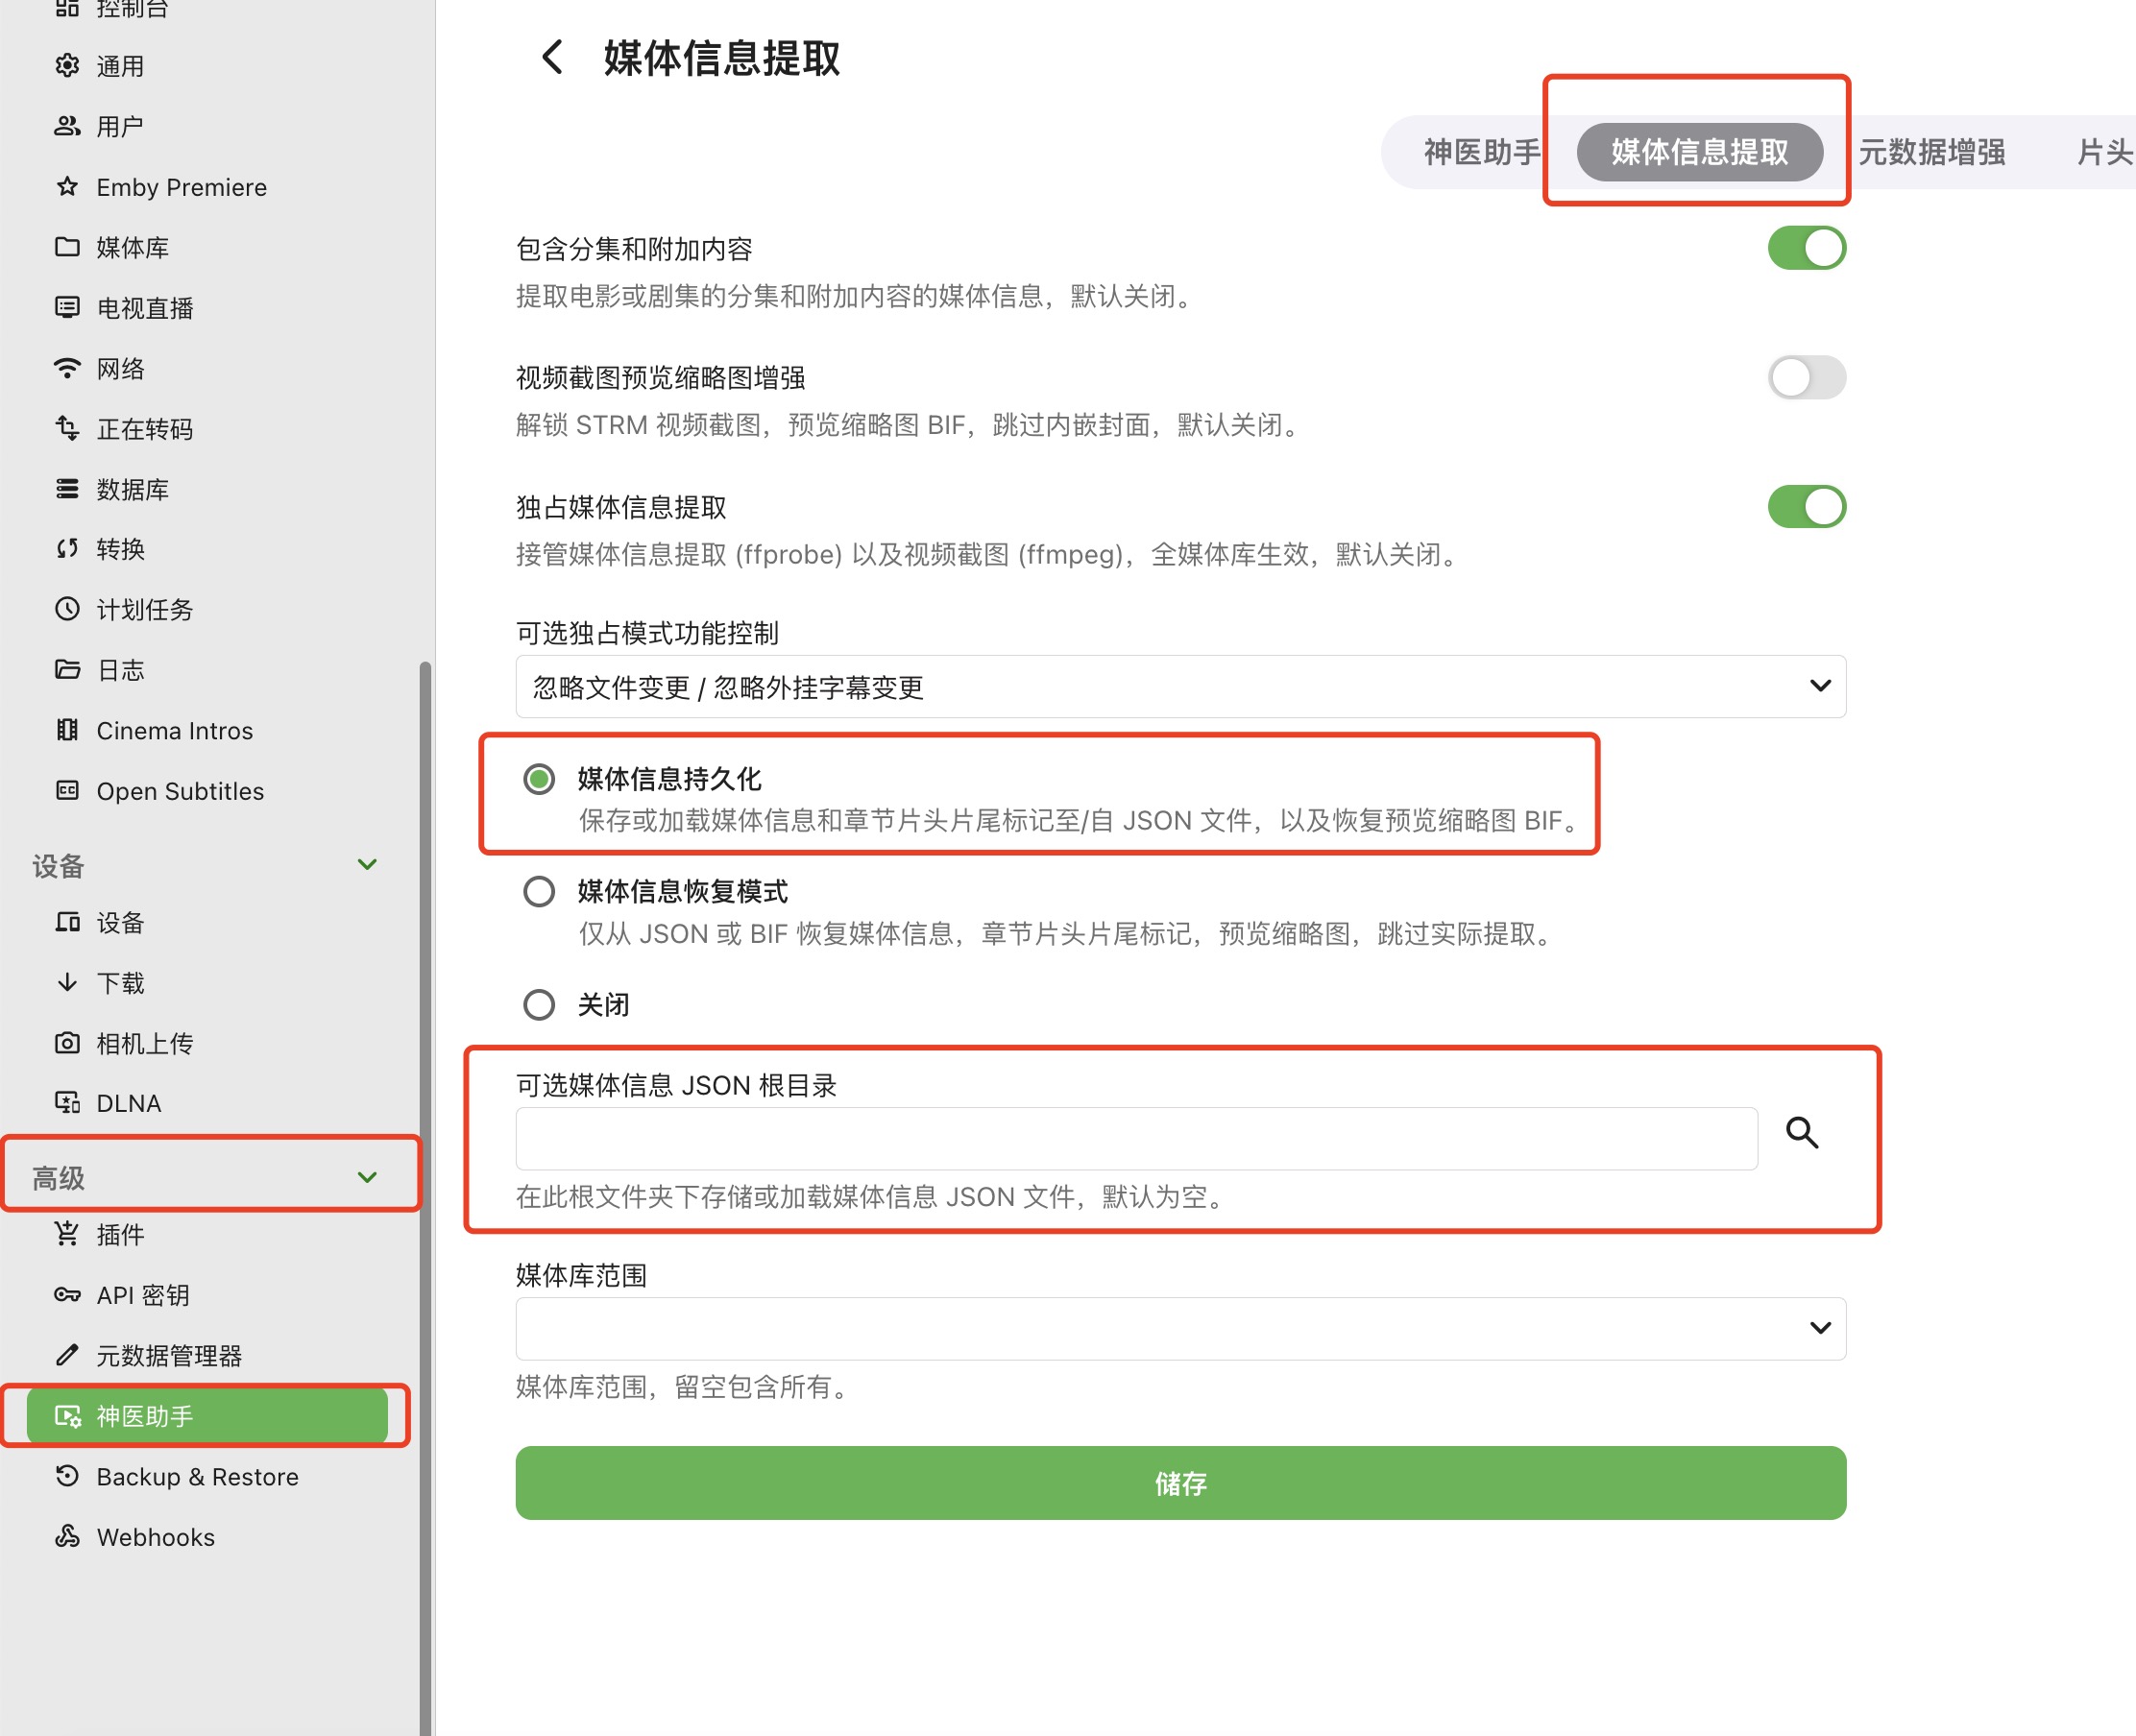 控制台
通用
用户
Emby Premiere
媒体库
电视直播
网络
正在转码
数据库
转换
计划任务
日志
Cinema Intros
Open Subtitles
设备
设备
下载
相机上传
DLNA
高级
插件
API 密钥
元数据管理器
神医助手
Backup & Restore
Webhooks
媒体信息提取
神医助手
媒体信息提取
元数据增强
片头
包含分集和附加内容
提取电影或剧集的分集和附加内容的媒体信息，默认关闭。
视频截图预览缩略图增强
解锁 STRM 视频截图，预览缩略图 BIF，跳过内嵌封面，默认关闭。
独占媒体信息提取
接管媒体信息提取 (ffprobe) 以及视频截图 (ffmpeg)，全媒体库生效，默认关闭。
可选独占模式功能控制
忽略文件变更 / 忽略外挂字幕变更
媒体信息持久化
保存或加载媒体信息和章节片头片尾标记至/自 JSON 文件，以及恢复预览缩略图 BIF。
媒体信息恢复模式
仅从 JSON 或 BIF 恢复媒体信息，章节片头片尾标记，预览缩略图，跳过实际提取。
关闭
可选媒体信息 JSON 根目录
在此根文件夹下存储或加载媒体信息 JSON 文件，默认为空。
媒体库范围
媒体库范围，留空包含所有。
储存